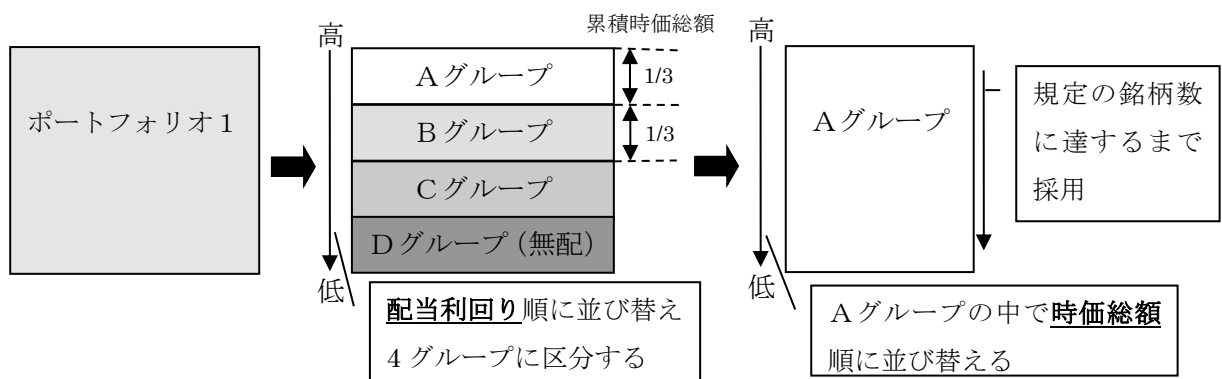 ポートフォリオ１
高
低
Ａグループ
Ｂグループ
Ｃグループ
Ｄグループ（無配）
累積時価総額
1/3
1/3
配当利回り順に並び替え
4 グループに区分する
高
低
Ａグループ
規定の銘柄数
に達するまで
採用
Ａグループの中で時価総額
順に並び替える